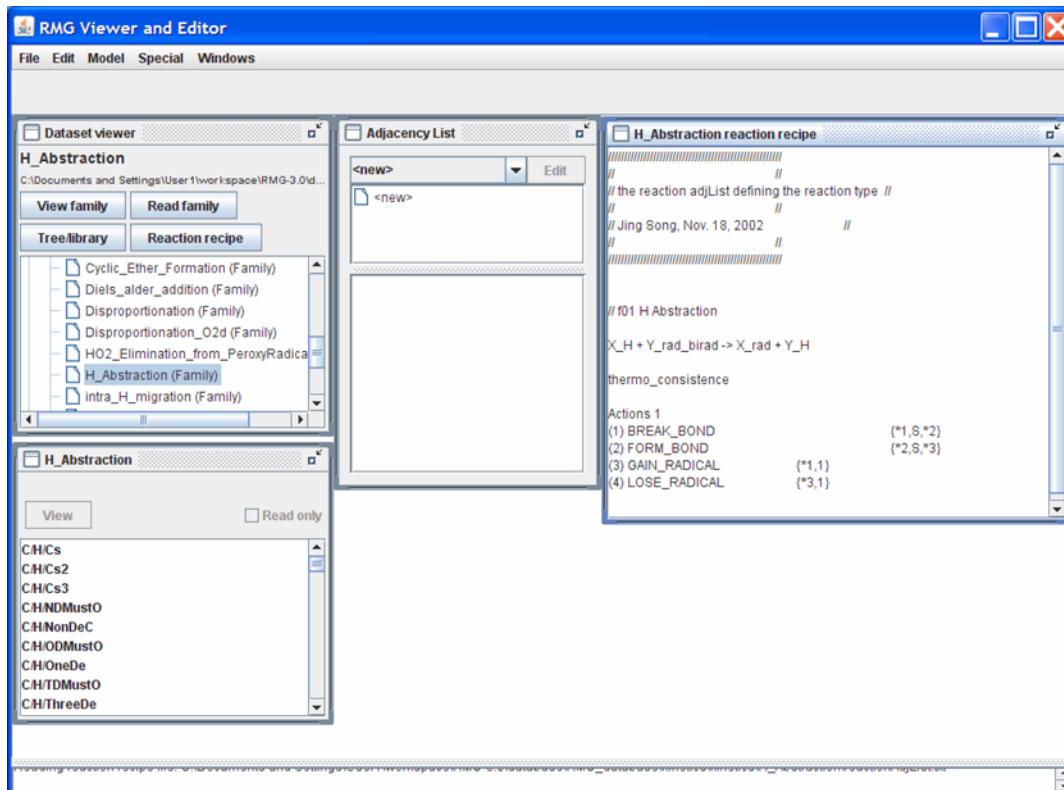 RMG Viewer and Editor
File Edit Model Special Windows
Dataset viewer
H_Abstraction
C:\Documents and Settings\User1\workspace\RMG-3.0\d...
View family Read family
Tree/library Reaction recipe
Cyclic_Ether_Formation (Family)
Diels_alder_addition (Family)
Disproportionation (Family)
Disproportionation_O2d (Family)
HO2_Elimination_from_PeroxyRadica
H_Abstraction (Family)
intra_H_migration (Family)
H_Abstraction
View Read only
C/H/Cs
C/H/Cs2
C/H/Cs3
C/H/NDMustO
C/H/NonDeC
C/H/ODMustO
C/H/OneDe
C/H/TDMustO
C/H/ThreeDe
Adjacency List
<new> Edit
<new>
H_Abstraction reaction recipe
////////////////////////////////////////////////////////
// //
// the reaction adjList defining the reaction type //
// //
// Jing Song, Nov. 18, 2002 //
// //
////////////////////////////////////////////////////////
// f01 H Abstraction
X_H + Y_rad_birad -> X_rad + Y_H
thermo_consistence
Actions 1
(1) BREAK_BOND {*1,S,*2}
(2) FORM_BOND {*2,S,*3}
(3) GAIN_RADICAL {*1,1}
(4) LOSE_RADICAL {*3,1}